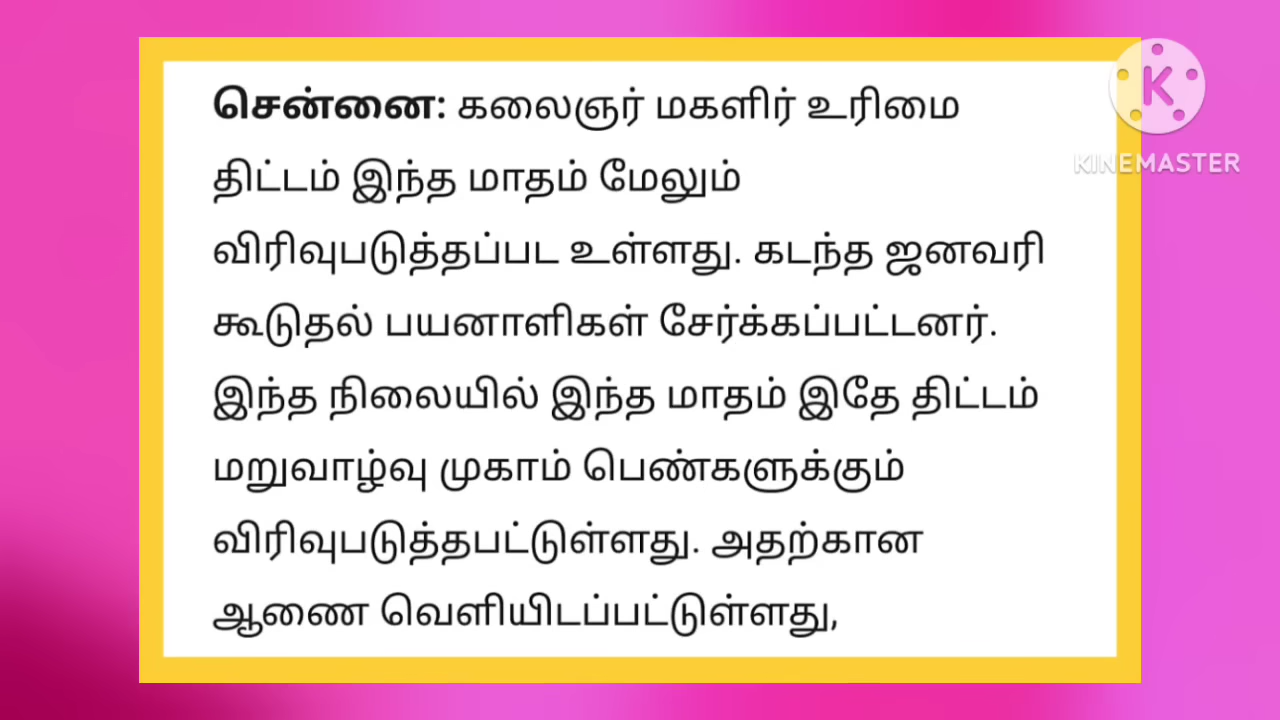 சென்னை: கலைஞர் மகளிர் உரிமை
திட்டம் இந்த மாதம் மேலும்
விரிவுபடுத்தப்பட உள்ளது. கடந்த ஜனவரி
கூடுதல் பயனாளிகள் சேர்க்கப்பட்டனர்.
இந்த நிலையில் இந்த மாதம் இதே திட்டம்
மறுவாழ்வு முகாம் பெண்களுக்கும்
விரிவுபடுத்தபட்டுள்ளது. அதற்கான
ஆணை வெளியிடப்பட்டுள்ளது,
K
KINEMASTER